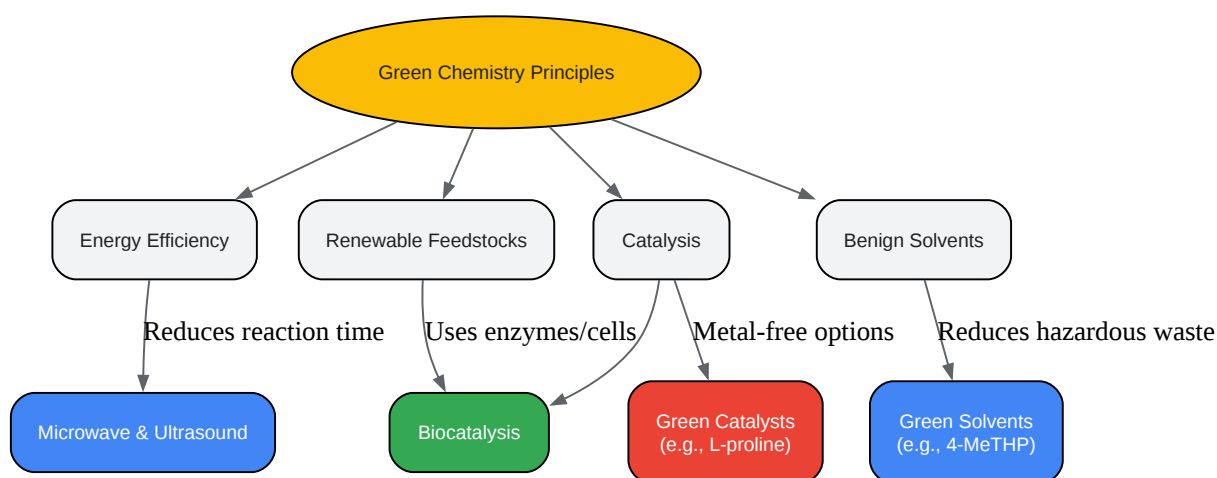 Green Chemistry Principles
Energy Efficiency
Renewable Feedstocks
Catalysis
Benign Solvents
Reduces reaction time
Uses enzymes/cells
Metal-free options
Reduces hazardous waste
Microwave & Ultrasound
Biocatalysis
Green Catalysts
(e.g., L-proline)
Green Solvents
(e.g., 4-MeTHP)